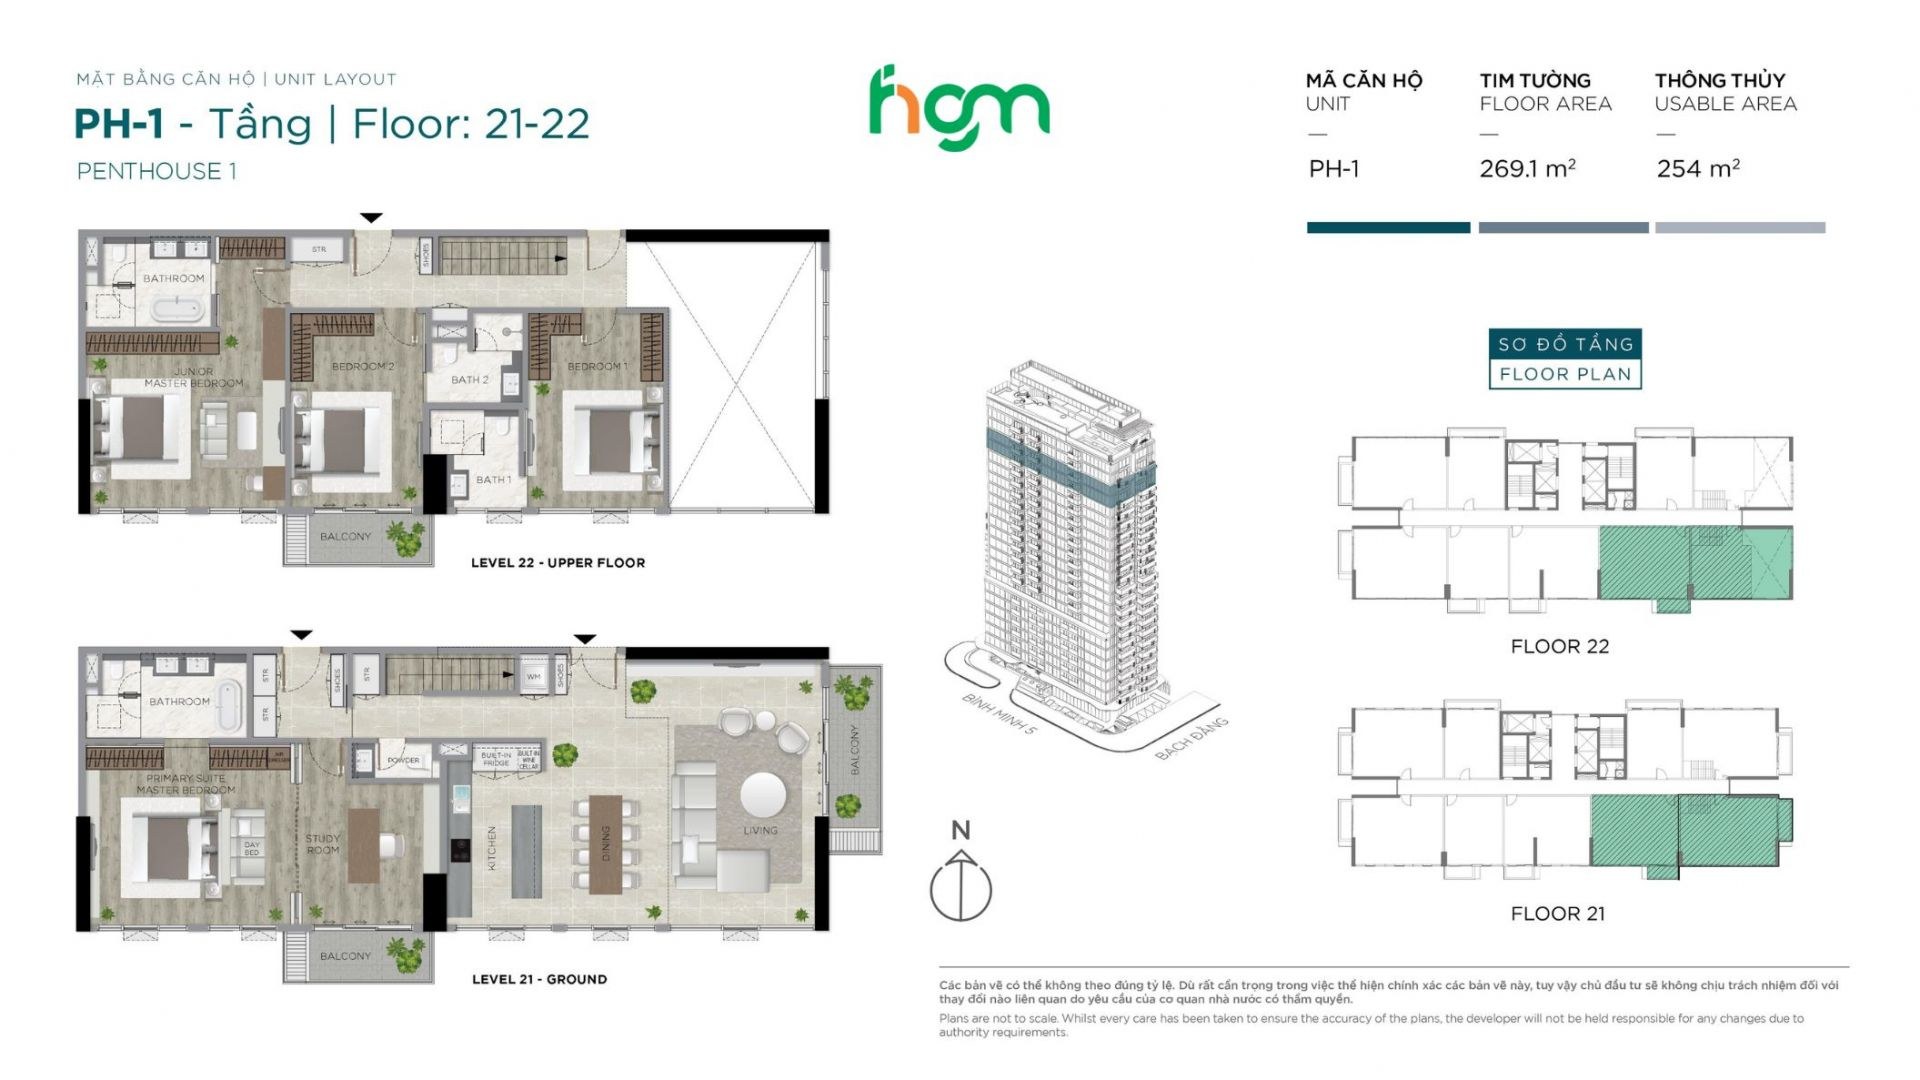 MẶT BẰNG CĂN HỘ | UNIT LAYOUT
PH-1 - Tầng | Floor: 21-22
PENTHOUSE 1
hgm
MÃ CĂN HỘ
UNIT
—
PH-1
TIM TƯỜNG
FLOOR AREA
—
269.1 m²
THÔNG THỦY
USABLE AREA
—
254 m²
STR.
SHOES
BATHROOM
JUNIOR
MASTER BEDROOM
BEDROOM 2
BATH 2
BEDROOM 1
BATH 1
BALCONY
LEVEL 22 - UPPER FLOOR
STR.
STR.
SHOES
STR.
WM
SHOES
BATHROOM
POWDER
BUILT-IN
FRIDGE
BUILT IN
WINE
CELLAR
BALCONY
PRIMARY SUITE
MASTER BEDROOM
DAY
BED
STUDY
ROOM
KITCHEN
DINING
LIVING
BALCONY
LEVEL 21 - GROUND
BÌNH MINH 5
BẠCH ĐẰNG
N
SƠ ĐỒ TẦNG
FLOOR PLAN
FLOOR 22
FLOOR 21
Các bản vẽ có thể không theo đúng tỷ lệ. Dù rất cẩn trọng trong việc thể hiện chính xác các bản vẽ này, tuy vậy chủ đầu tư sẽ không chịu trách nhiệm đối với
thay đổi nào liên quan do yêu cầu của cơ quan nhà nước có thẩm quyền.
Plans are not to scale. Whilst every care has been taken to ensure the accuracy of the plans, the developer will not be held responsible for any changes due to
authority requirements.